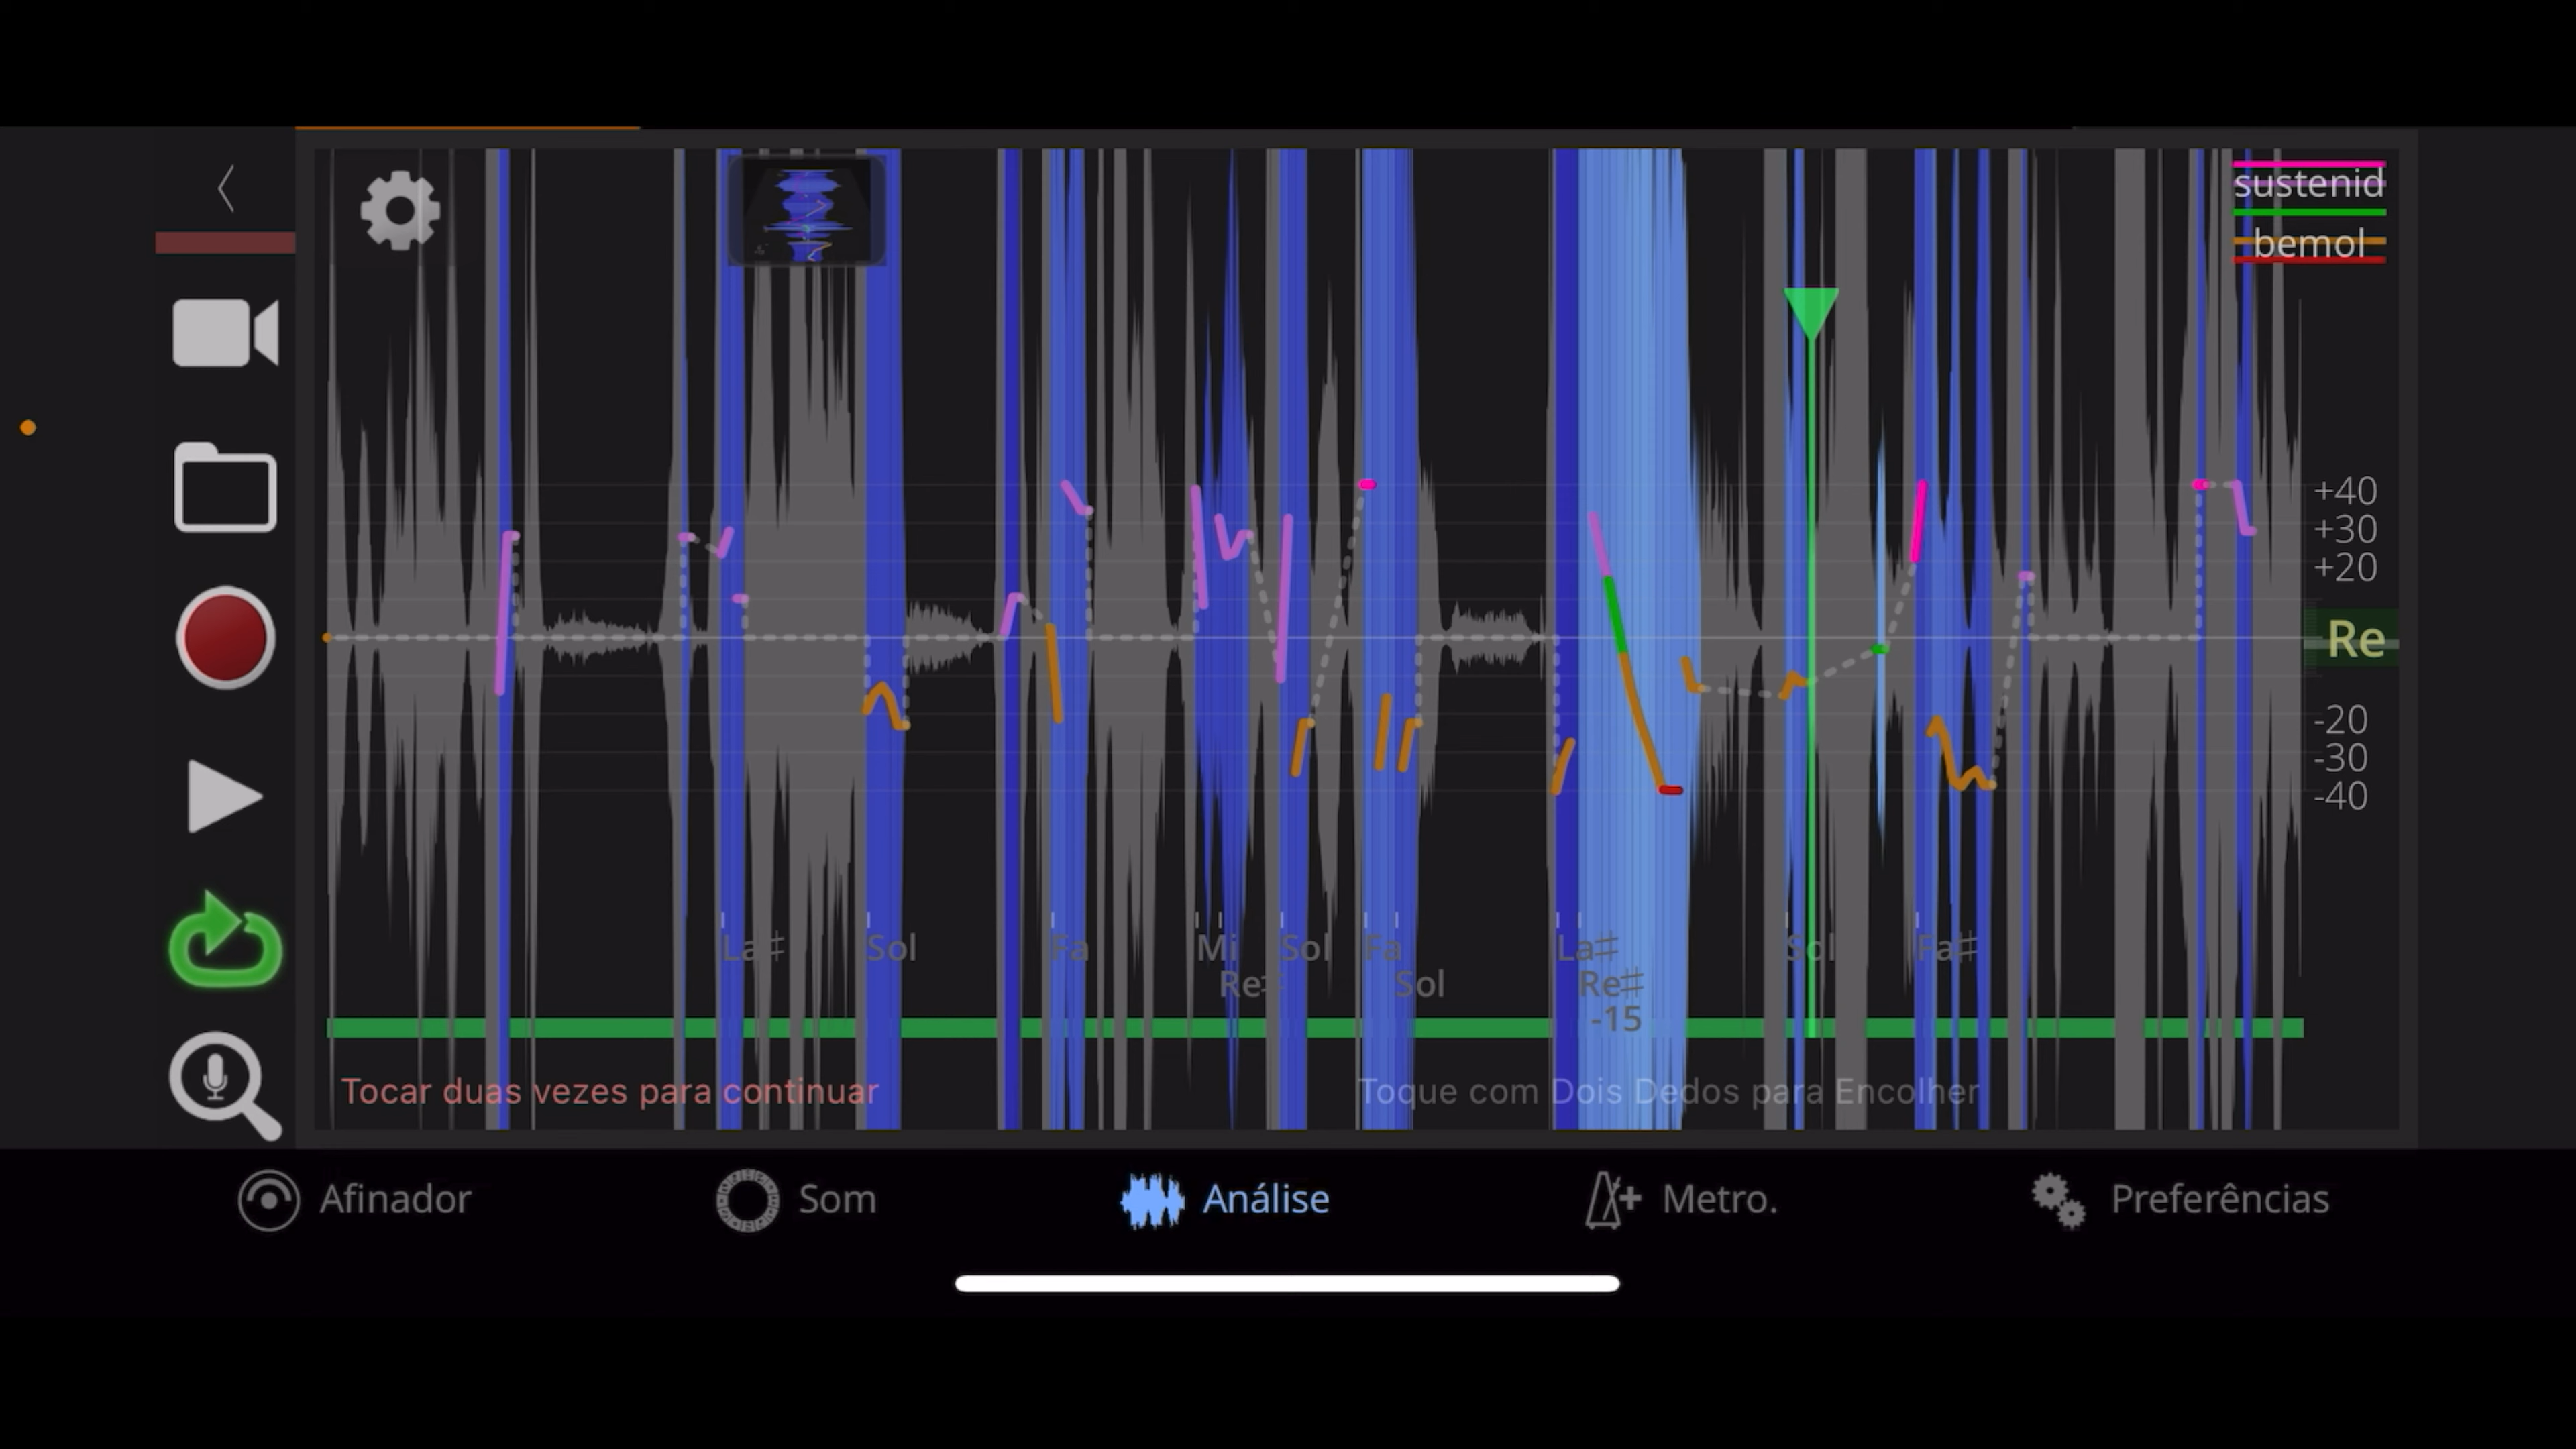 sustenid
bemol
+40
+30
+20
Re
-20
-30
-40
La#
Sol
Fa
Mi
Re#
Sol
Fa
Sol
La#
Re#
-15
Sol
Fa#
Tocar duas vezes para continuar
Toque com Dois Dedos para Encolher
Afinador
Som
Análise
Metro.
Preferências